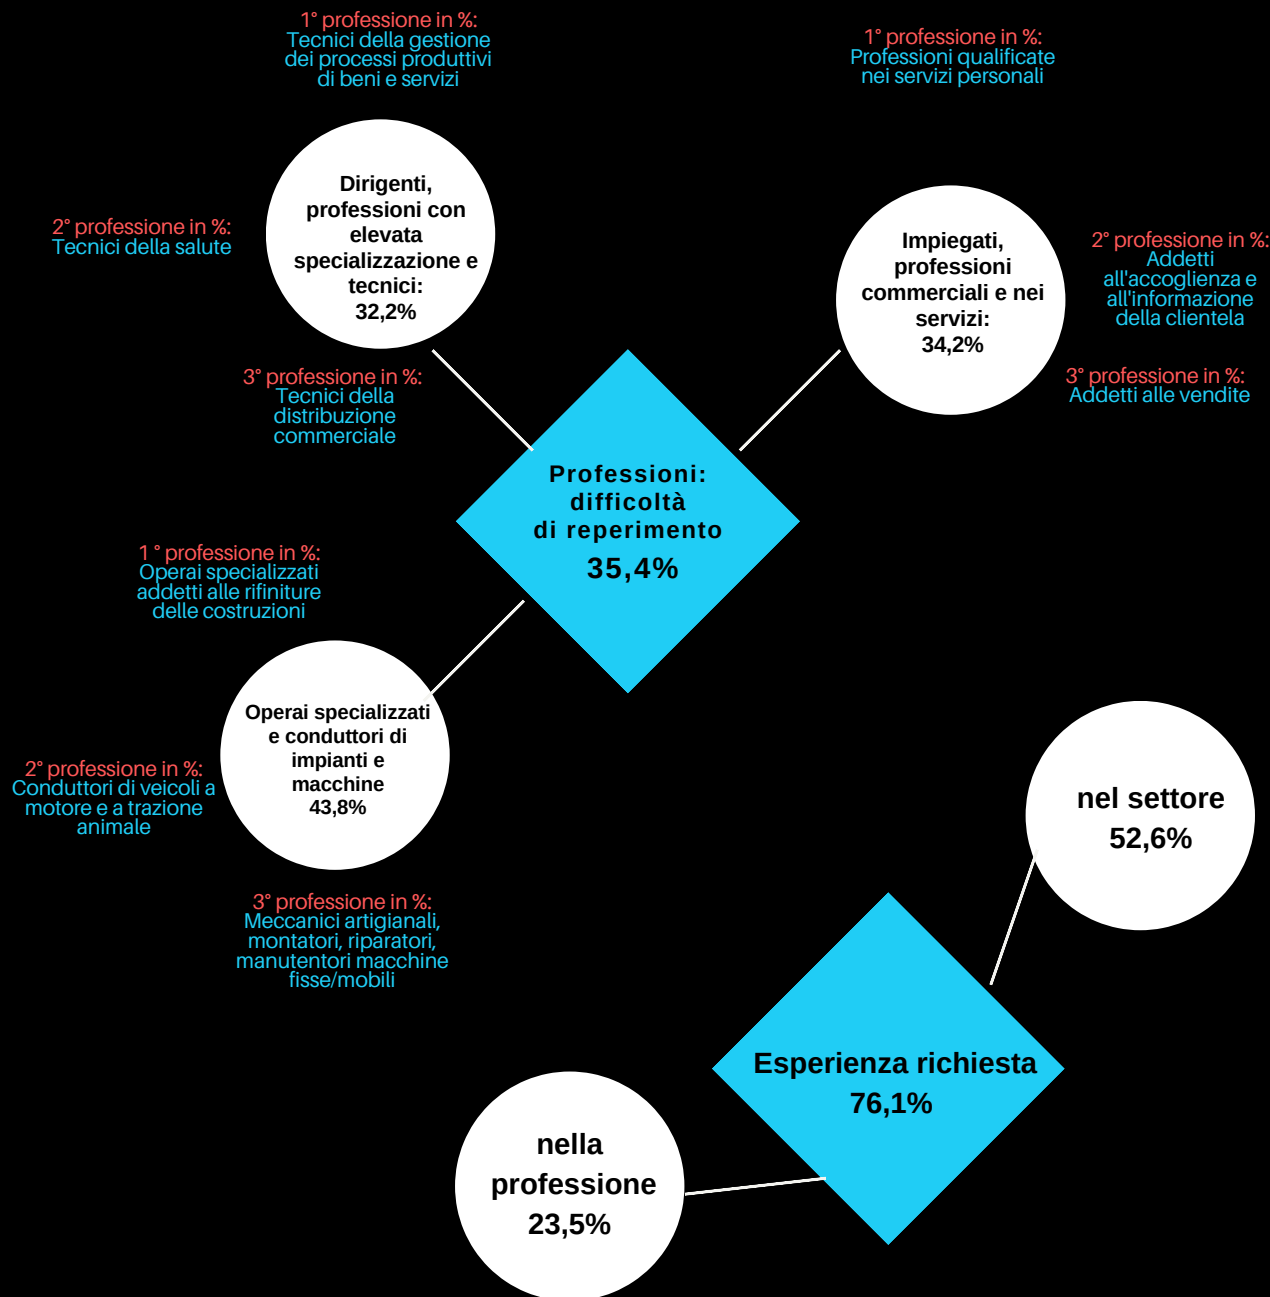 1° professione in %:
Tecnici della gestione
dei processi produttivi
di beni e servizi
1° professione in %:
Professioni qualificate
nei servizi personali
Dirigenti,
professioni con
elevata
specializzazione e
tecnici:
32,2%
2° professione in %:
Tecnici della salute
3° professione in %:
Tecnici della
distribuzione
commerciale
Impiegati,
professioni
commerciali e nei
servizi:
34,2%
2° professione in %:
Addetti
all'accoglienza e
all'informazione
della clientela
3° professione in %:
Addetti alle vendite
Professioni:
difficoltà
di reperimento
35,4%
1 ° professione in %:
Operai specializzati
addetti alle rifiniture
delle costruzioni
Operai specializzati
e conduttori di
impianti e
macchine
43,8%
2° professione in %:
Conduttori di veicoli a
motore e a trazione
animale
3° professione in %:
Meccanici artigianali,
montatori, riparatori,
manutentori macchine
fisse/mobili
nel settore
52,6%
Esperienza richiesta
76,1%
nella
professione
23,5%